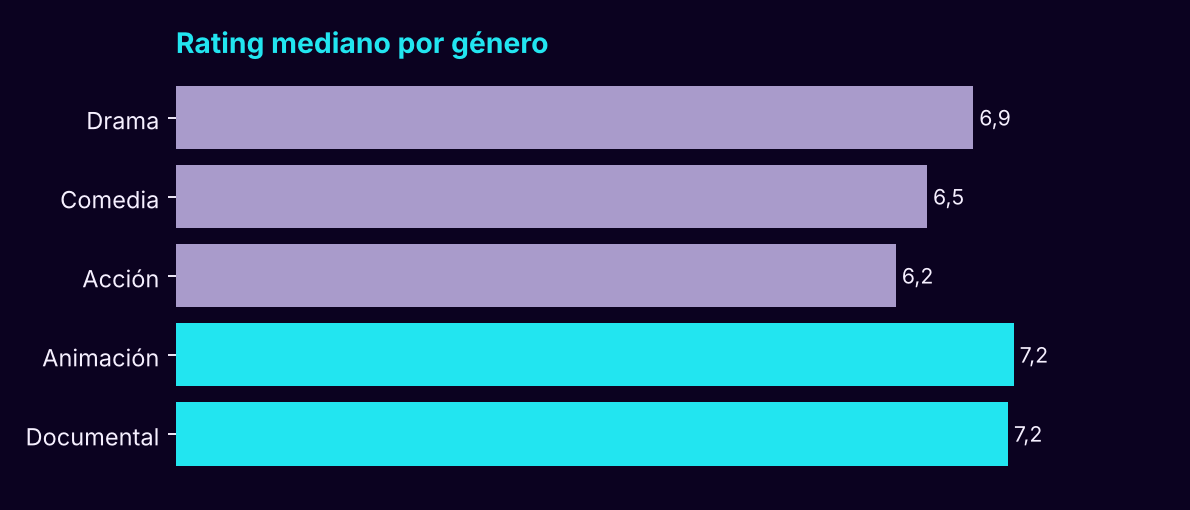 Rating mediano por género
Drama 6,9
Comedia 6,5
Acción 6,2
Animación 7,2
Documental 7,2